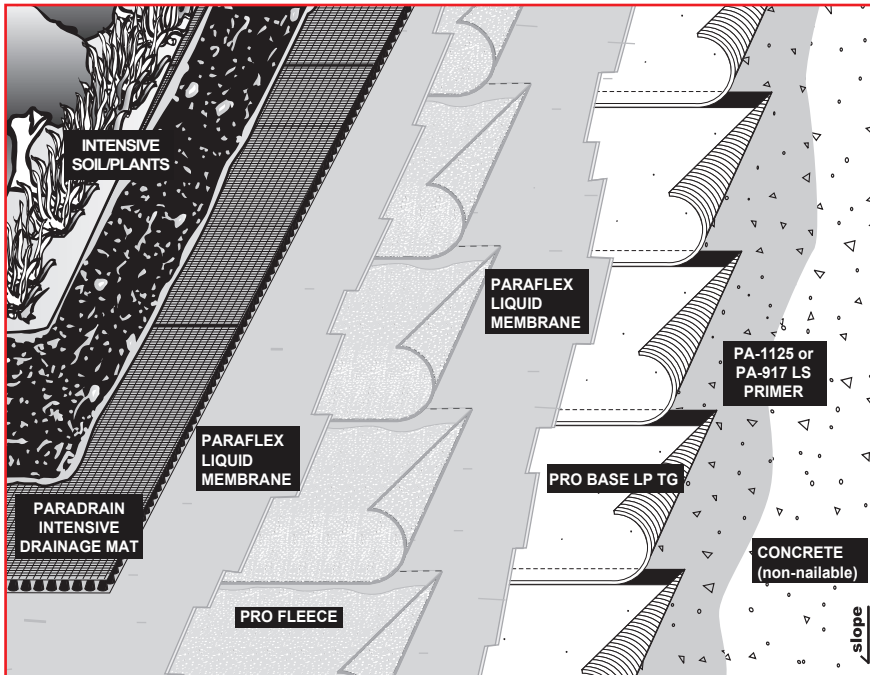 INTENSIVE
SOIL/PLANTS
PARAFLEX
LIQUID
MEMBRANE
PA-1125 or
PA-917 LS
PRIMER
PARAFLEX
LIQUID
MEMBRANE
PRO BASE LP TG
PARADRAIN
INTENSIVE
DRAINAGE MAT
CONCRETE
(non-nailable)
PRO FLEECE
slope